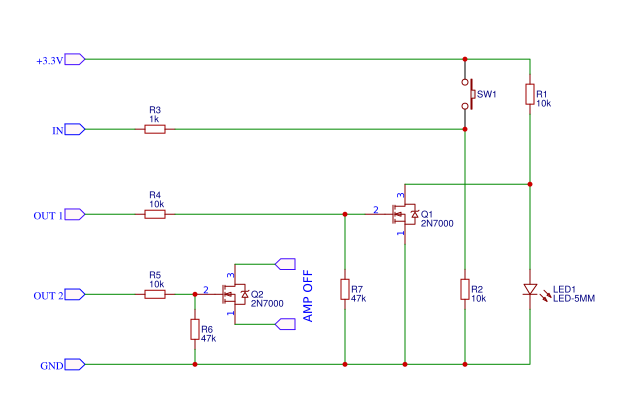 +3.3V
SW1
R1
10k
R3
1k
IN
R4
10k
OUT 1
3
2
1
Q1
2N7000
R5
10k
OUT 2
3
2
1
Q2
2N7000
AMP OFF
R7
47k
R2
10k
LED1
LED-5MM
R6
47k
GND